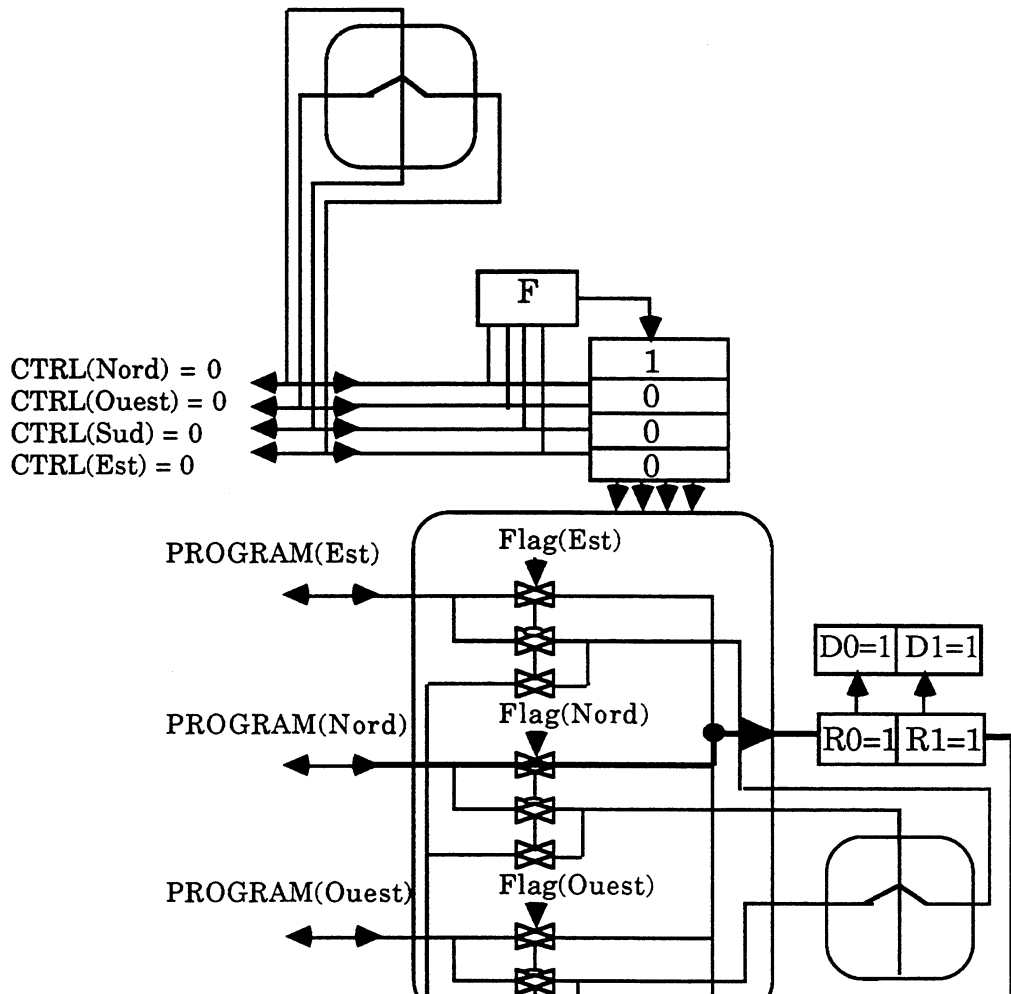 F
1
CTRL(Nord) = 0
0
CTRL(Ouest) = 0
0
CTRL(Sud) = 0
0
CTRL(Est) = 0
PROGRAM(Est)
Flag(Est)
D0=1 D1=1
PROGRAM(Nord)
Flag(Nord)
R0=1 R1=1
PROGRAM(Ouest)
Flag(Ouest)